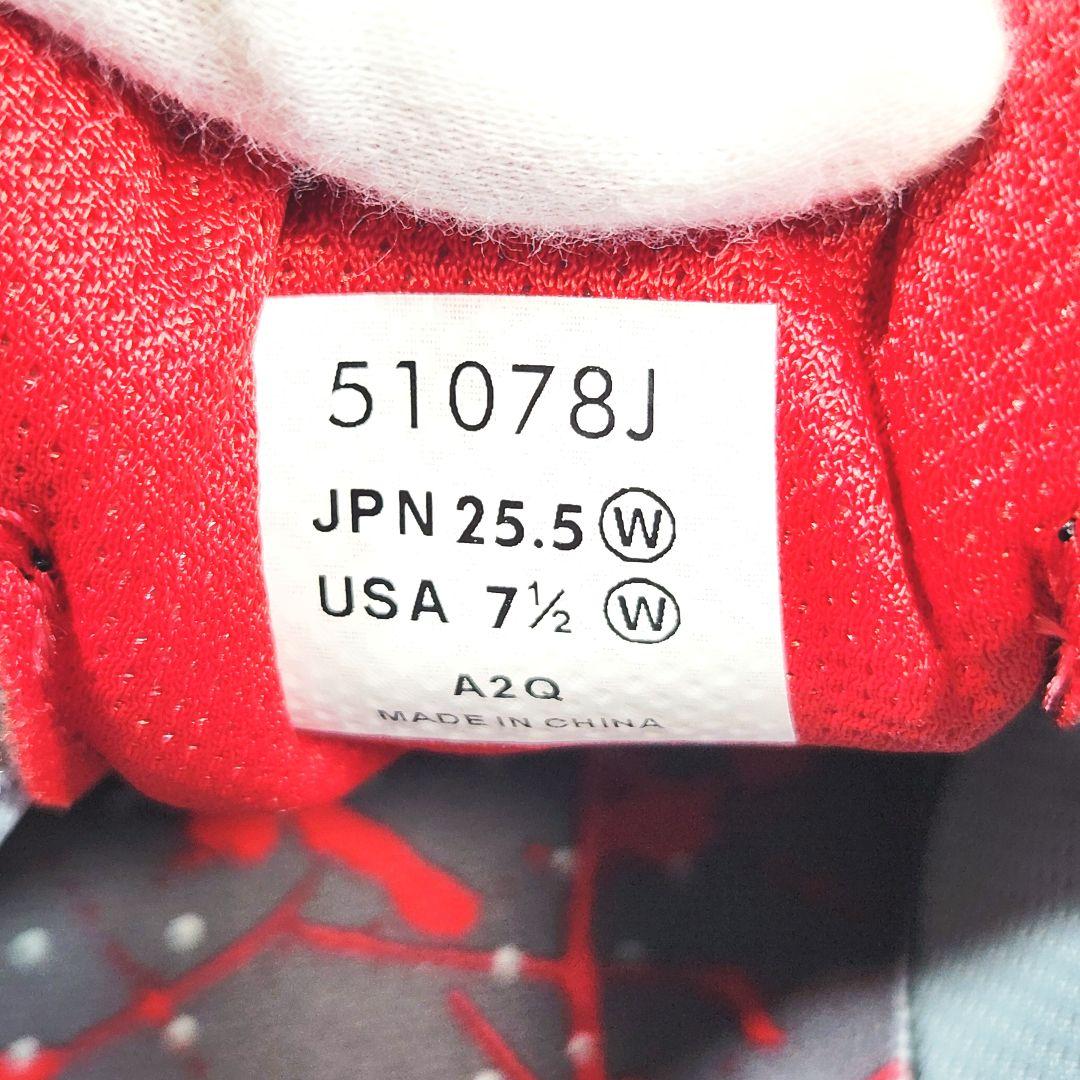 51078J
JPN 25.5 Ⓦ
USA 7½ Ⓦ
A2Q
MADE IN CHINA